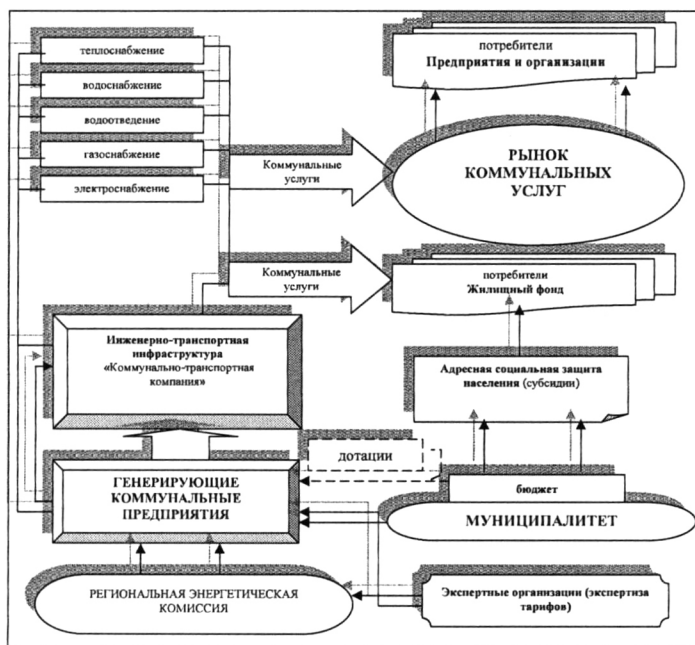 теплоснабжение
водоснабжение
водоотведение
газоснабжение
электроснабжение
потребители
Предприятия и организации
Коммунальные
услуги
РЫНОК
КОММУНАЛЬНЫХ
УСЛУГ
Коммунальные
услуги
потребители
Жилищный фонд
Инженерно-транспортная
инфраструктура
«Коммунально-транспортная
компания»
Адресная социальная защита
населения (субсидии)
дотации
ГЕНЕРИРУЮЩИЕ
КОММУНАЛЬНЫЕ
ПРЕДПРИЯТИЯ
бюджет
МУНИЦИПАЛИТЕТ
РЕГИОНАЛЬНАЯ ЭНЕРГЕТИЧЕСКАЯ
КОМИССИЯ
Экспертные организации (экспертиза
тарифов)